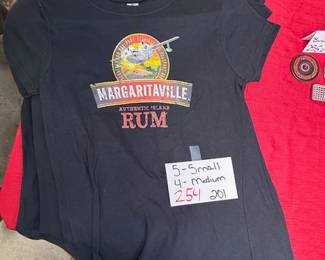 MARGARITAVILLE
AUTHENTIC ISLAND
RUM
5-Small
4-medium
254 201